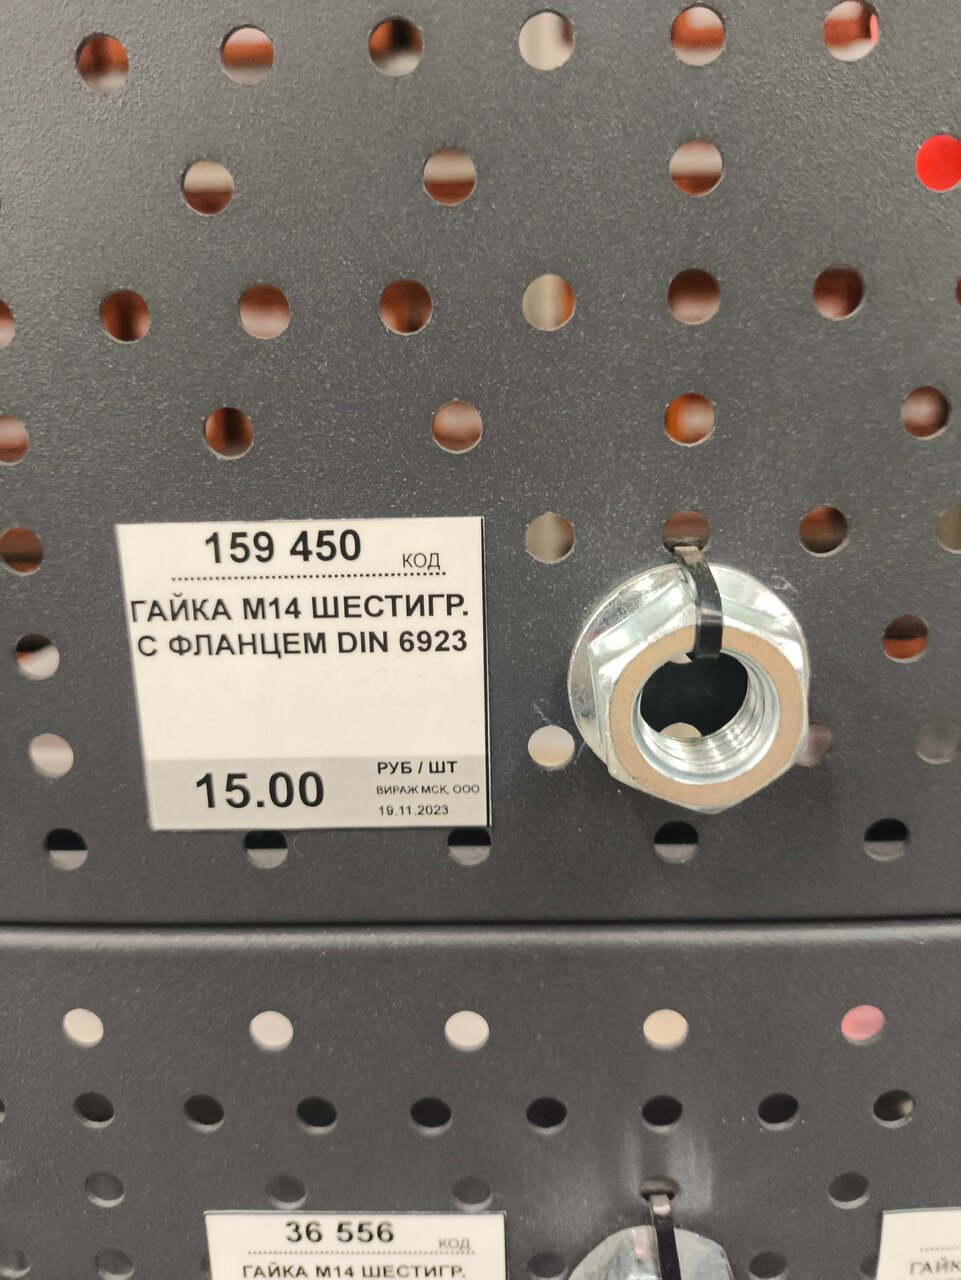 159 450 КОД
ГАЙКА М14 ШЕСТИГР.
С ФЛАНЦЕМ DIN 6923
15.00
РУБ / ШТ
ВИРАЖ МСК, ООО
19.11.2023
36 556 КОД
ГАЙКА М14 ШЕСТИГР.